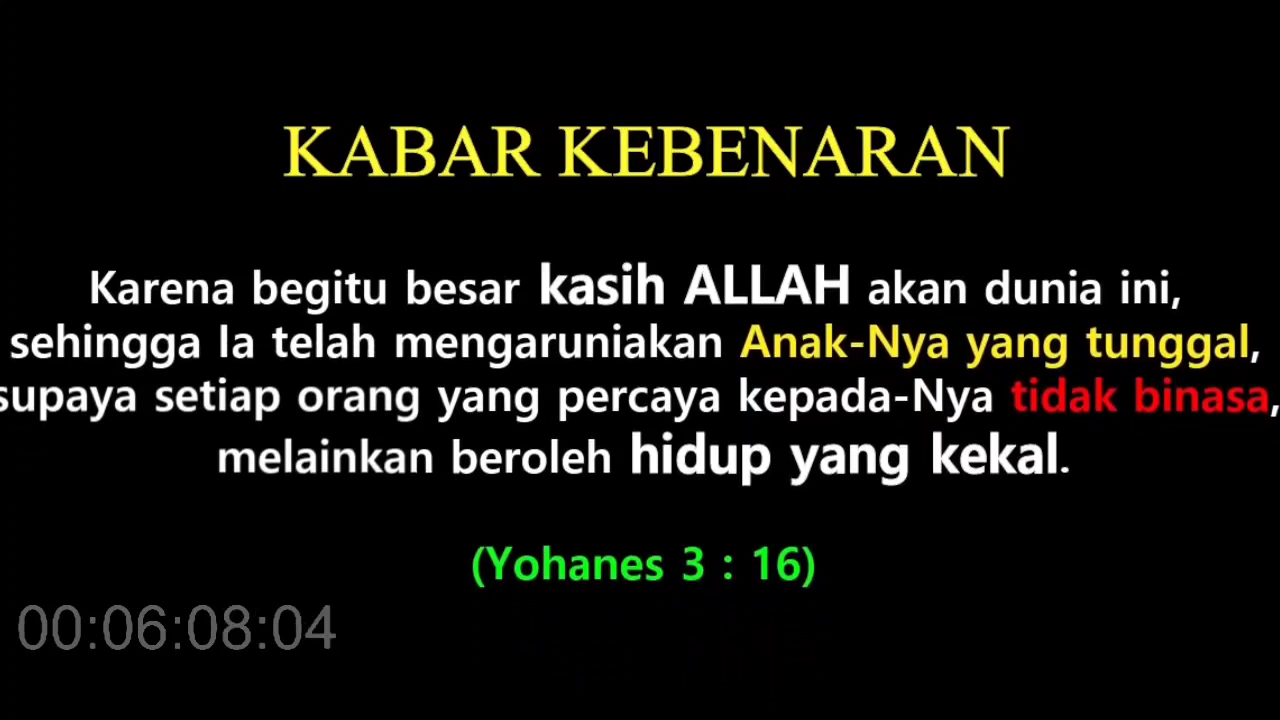 KABAR KEBENARAN
Karena begitu besar kasih ALLAH akan dunia ini,
sehingga Ia telah mengaruniakan Anak-Nya yang tunggal,
supaya setiap orang yang percaya kepada-Nya tidak binasa,
melainkan beroleh hidup yang kekal.
(Yohanes 3 : 16)
00:06:08:04